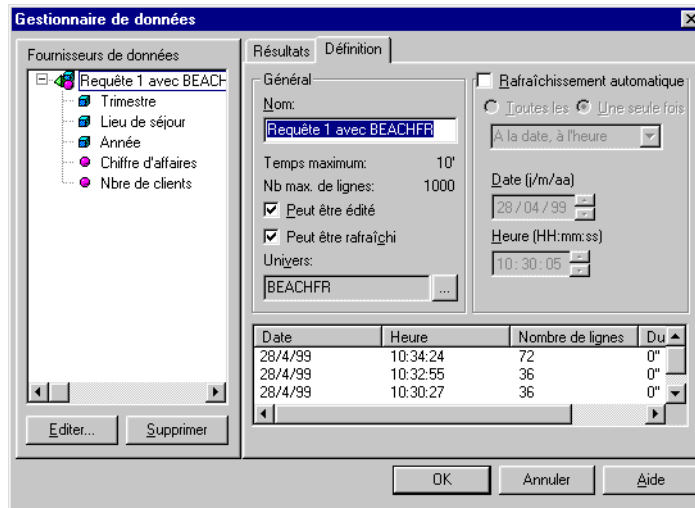 Gestionnaire de données
Fournisseurs de données
Requête 1 avec BEACH
Trimestre
Lieu de séjour
Année
Chiffre d'affaires
Nbre de clients
Editer...
Supprimer
Résultats
Définition
Général
Nom:
Requête 1 avec BEACHFR
Temps maximum: 10'
Nb max. de lignes: 1000
Peut être édité
Peut être rafraîchi
Univers:
BEACHFR
...
Rafraîchissement automatique
Toutes les
Une seule fois
A la date, à l'heure
Date (j/m/aa)
28/04/99
Heure (HH:mm:ss)
10:30:05
Date Heure Nombre de lignes Du
28/4/99 10:34:24 72 0"
28/4/99 10:32:55 36 0"
28/4/99 10:30:27 36 0"
OK
Annuler
Aide